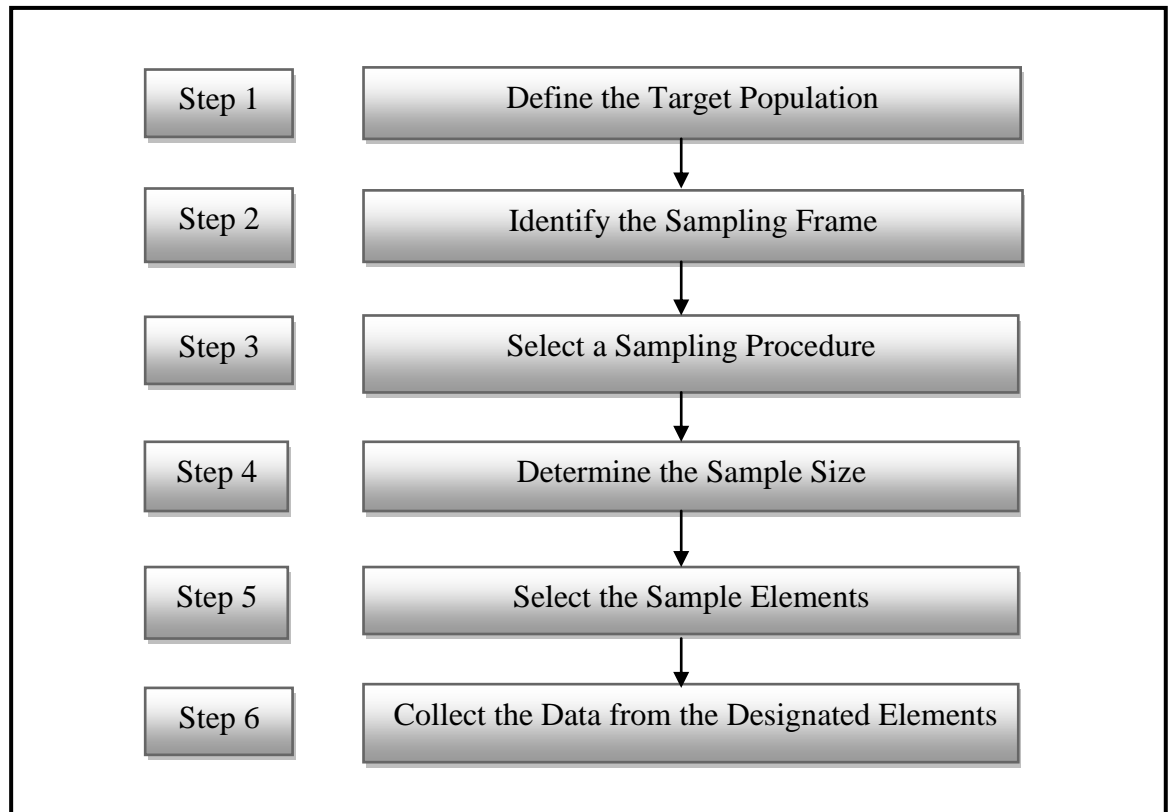 Step 1
Define the Target Population
Step 2
Identify the Sampling Frame
Step 3
Select a Sampling Procedure
Step 4
Determine the Sample Size
Step 5
Select the Sample Elements
Step 6
Collect the Data from the Designated Elements